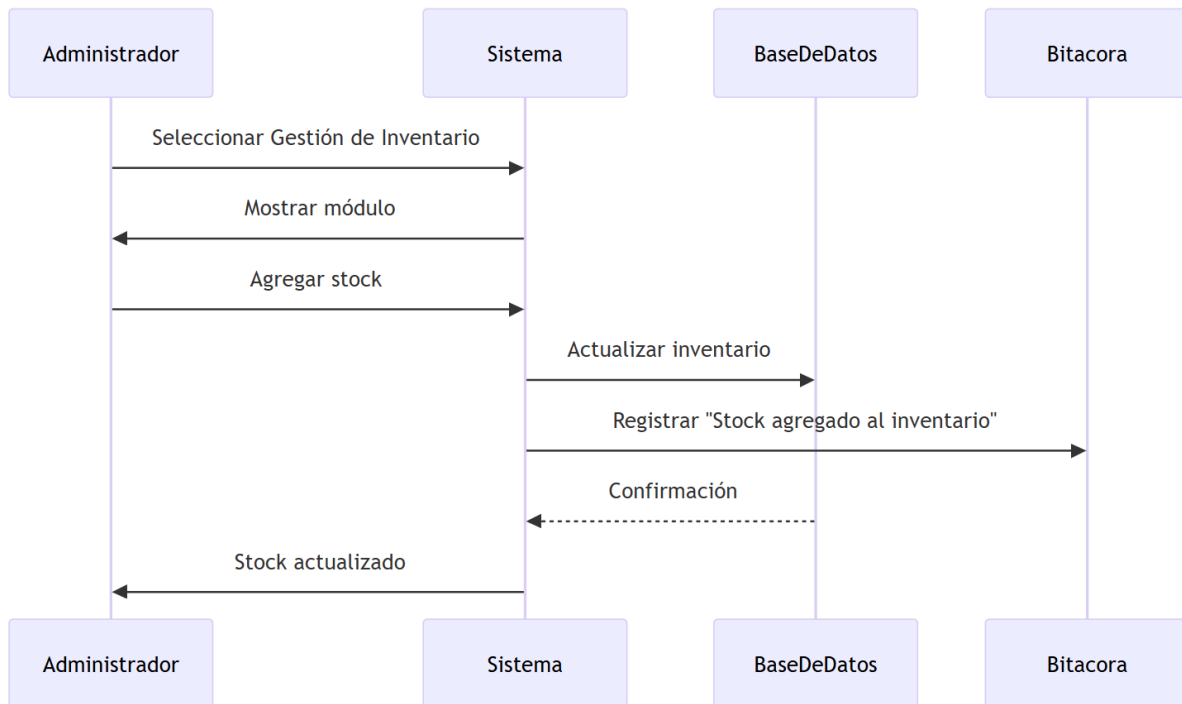 Administrador
Sistema
BaseDeDatos
Bitacora
Seleccionar Gestión de Inventario
Mostrar módulo
Agregar stock
Actualizar inventario
Registrar "Stock agregado al inventario"
Confirmación
Stock actualizado
Administrador
Sistema
BaseDeDatos
Bitacora